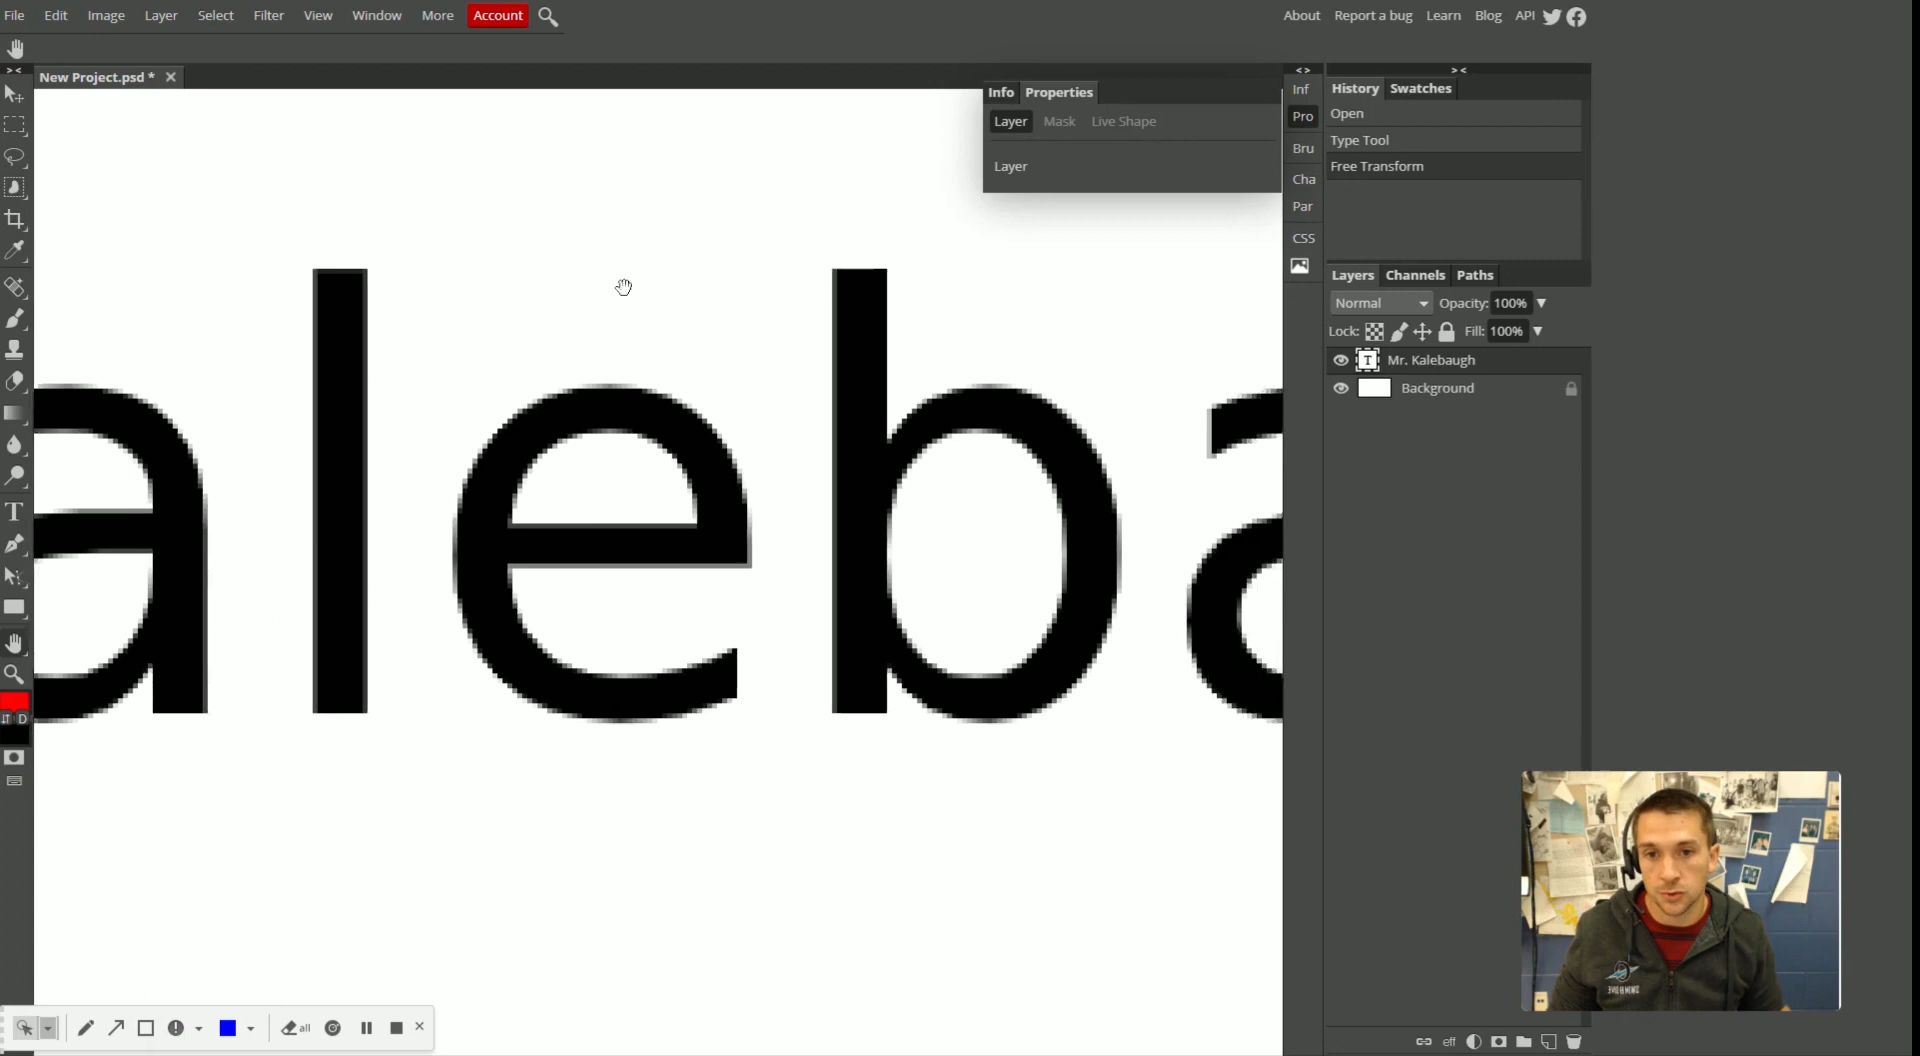 File Edit Image Layer Select Filter View Window More Account
About Report a bug Learn Blog API
New Project.psd *
Info Properties
Layer Mask Live Shape
Layer
Inf
Pro
Bru
Cha
Par
CSS
History Swatches
Open
Type Tool
Free Transform
Layers Channels Paths
Normal Opacity: 100%
Lock: Fill: 100%
T Mr. Kalebaugh
Background
aleba
T
D
all
eff